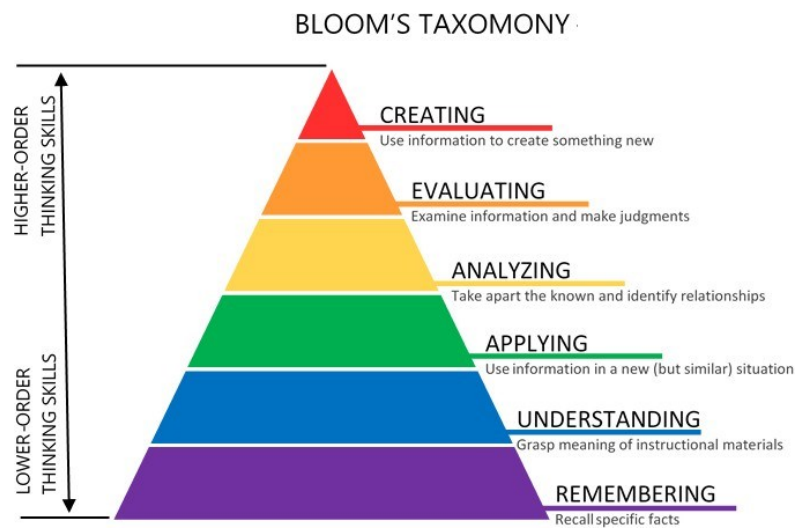 BLOOM'S TAXOMONY
HIGHER-ORDER
THINKING SKILLS
LOWER-ORDER
THINKING SKILLS
CREATING
Use information to create something new
EVALUATING
Examine information and make judgments
ANALYZING
Take apart the known and identify relationships
APPLYING
Use information in a new (but similar) situation
UNDERSTANDING
Grasp meaning of instructional materials
REMEMBERING
Recall specific facts